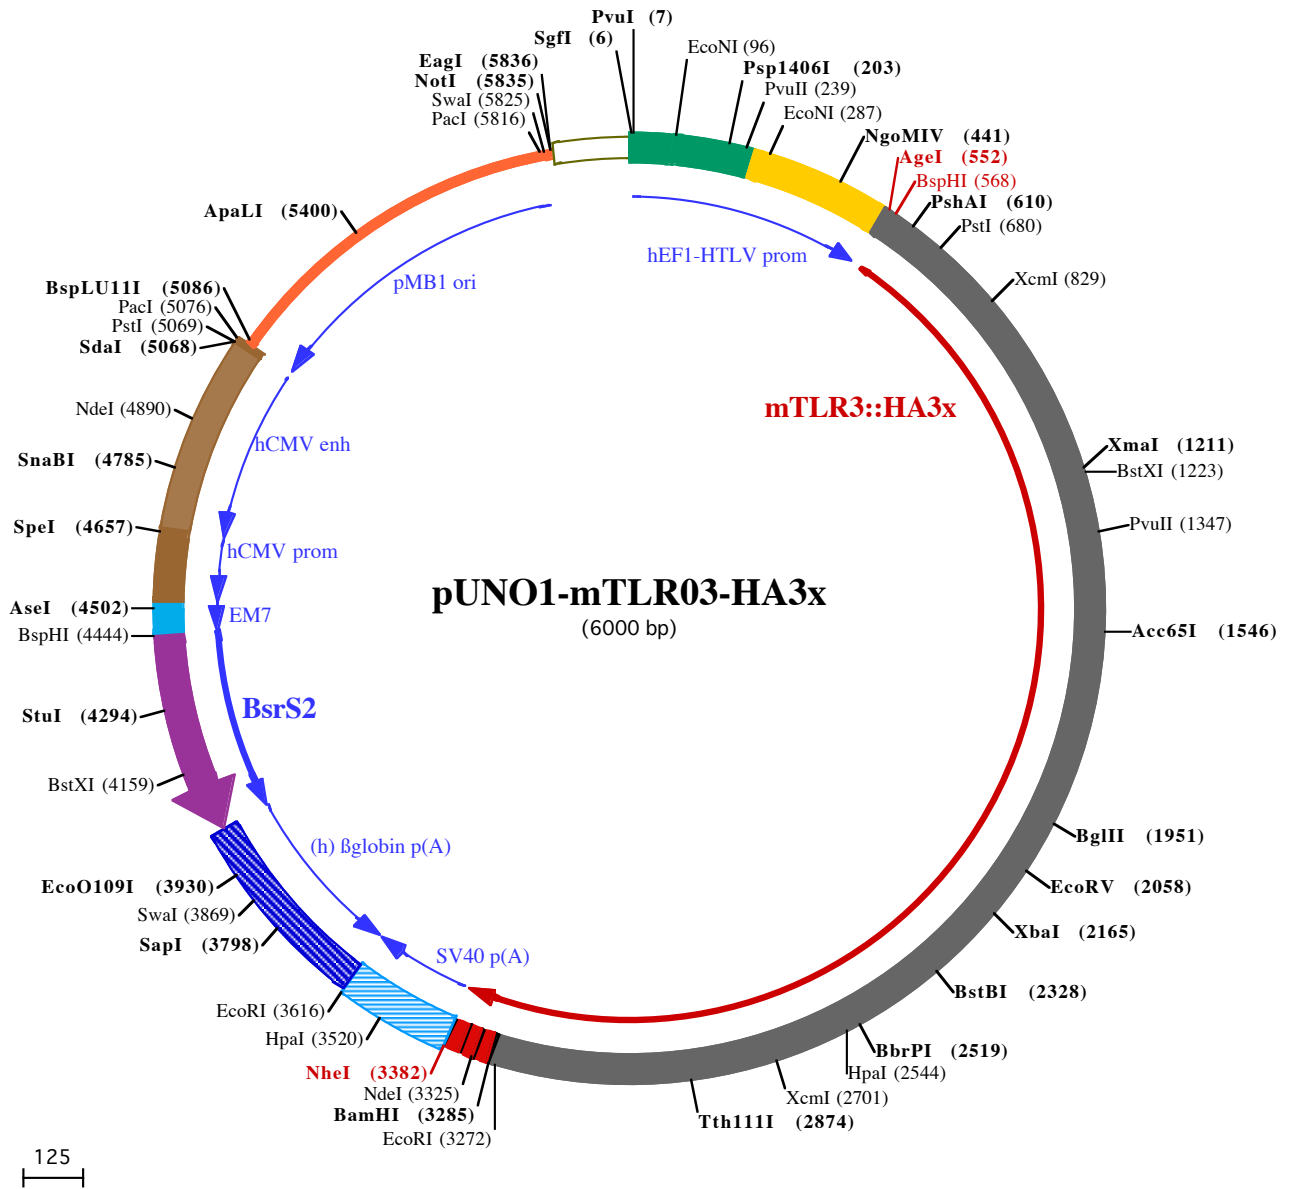 PvuI (7)
SgfI (6)
EcoNI (96)
EagI (5836)
Psp1406I (203)
NotI (5835)
PvuII (239)
SwaI (5825)
EcoNI (287)
PacI (5816)
NgoMIV (441)
AgeI (552)
BspHI (568)
PshAI (610)
ApaLI (5400)
PstI (680)
hEF1-HTLV prom
pMB1 ori
XcmI (829)
BspLU11I (5086)
PacI (5076)
PstI (5069)
SdaI (5068)
mTLR3::HA3x
NdeI (4890)
hCMV enh
XmaI (1211)
SnaBI (4785)
BstXI (1223)
SpeI (4657)
PvuII (1347)
hCMV prom
pUNO1-mTLR03-HA3x
(6000 bp)
AseI (4502)
EM7
BspHI (4444)
Acc65I (1546)
BsrS2
StuI (4294)
BstXI (4159)
BglII (1951)
(h) ßglobin p(A)
EcoO109I (3930)
EcoRV (2058)
SwaI (3869)
XbaI (2165)
SapI (3798)
SV40 p(A)
BstBI (2328)
EcoRI (3616)
HpaI (3520)
BbrPI (2519)
NheI (3382)
HpaI (2544)
NdeI (3325)
XcmI (2701)
BamHI (3285)
Tth111I (2874)
EcoRI (3272)
125